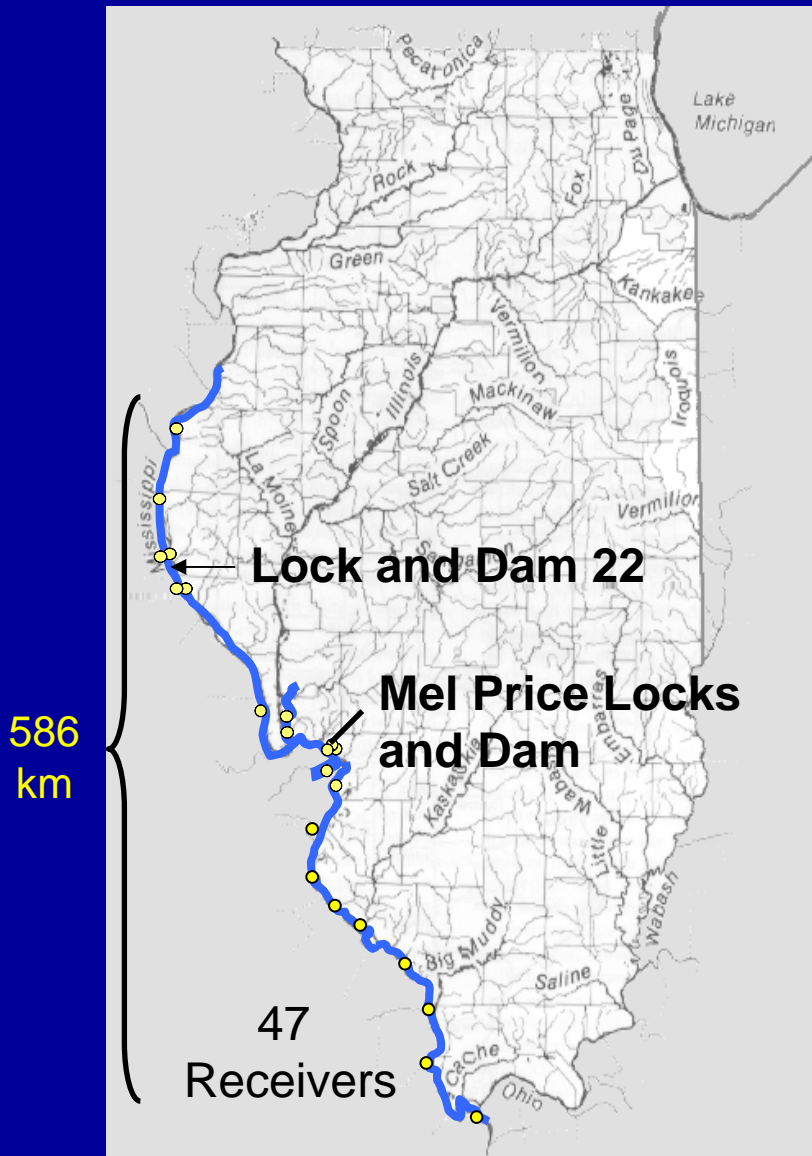 Pecatonica
Lake
Michigan
Du Page
Rock
Fox
Green
Kankakee
Vermilion
Iroquois
Illinois
Spoon
Mackinaw
La Moine
Salt Creek
Mississippi
Vermilion
Lock and Dam 22
Mel Price Locks
and Dam
Embarras
586
km
Kaskaskia
Little
Wabash
Wabash
Big Muddy
Saline
47
Receivers
Cache
Ohio